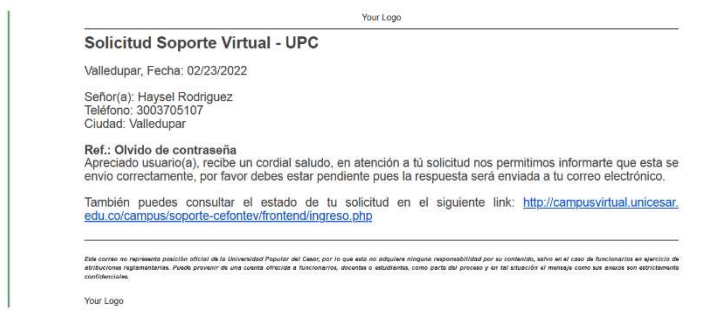 Your Logo
Solicitud Soporte Virtual - UPC
Valledupar, Fecha: 02/23/2022
Señor(a): Haysel Rodriguez
Teléfono: 3003705107
Ciudad: Valledupar
Ref.: Olvido de contraseña
Apreciado usuario(a), recibe un cordial saludo, en atención a tú solicitud nos permitimos informarte que esta se
envio correctamente, por favor debes estar pendiente pues la respuesta será enviada a tu correo electrónico.
También puedes consultar el estado de tu solicitud en el siguiente link: http://campusvirtual.unicesar.
edu.co/campus/soporte-cefontev/frontend/ingreso.php
Este correo no representa posición oficial de la Universidad Popular del Cesar, por lo que esta no adquiere ninguna responsabilidad por su contenido, salvo en el caso de funcionarios en ejercicio de
atribuciones reglamentarias. Puede provenir de una cuenta ofrecida a funcionarios, docentes o estudiantes, como parte del proceso y en tal situación el mensaje como sus anexos son estrictamente
confidenciales.
Your Logo